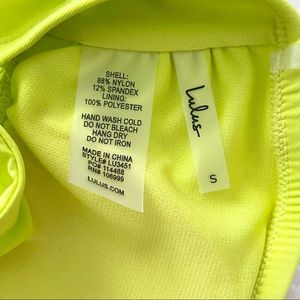 SHELL:
88% NYLON
12% SPANDEX
LINING:
100% POLYESTER
HAND WASH COLD
DO NOT BLEACH
HANG DRY
DO NOT IRON
MADE IN CHINA
STYLE# LU3451
PO# 114468
RN# 106999
LULUS.COM
Lulus
S